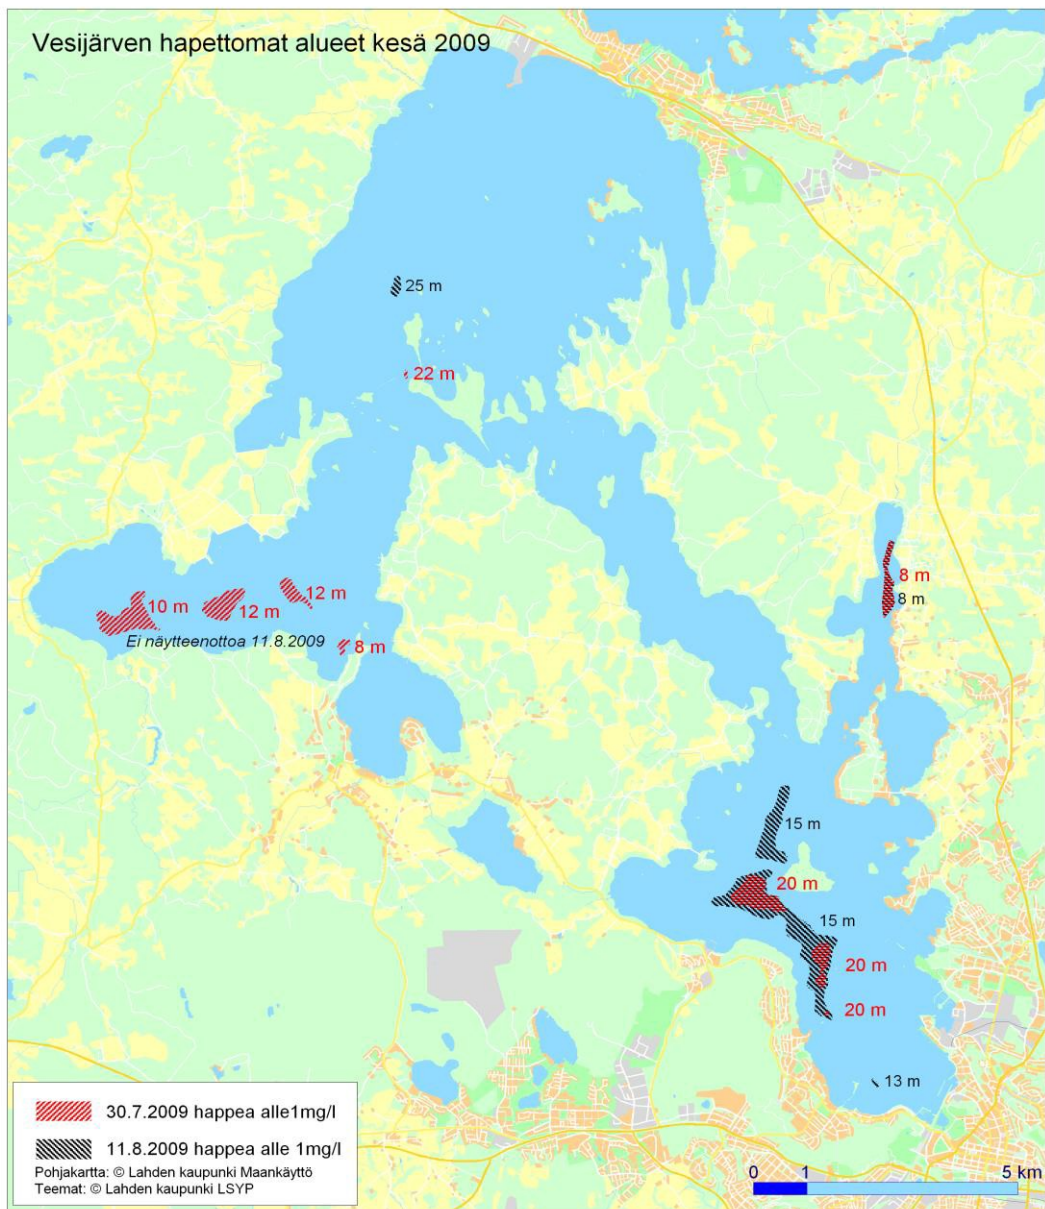 Vesijärven hapettomat alueet kesä 2009
25 m
22 m
8 m
8 m
12 m
10 m
12 m
Ei näytteenottoa 11.8.2009
8 m
15 m
20 m
15 m
20 m
20 m
13 m
30.7.2009 happea alle1mg/l
11.8.2009 happea alle 1mg/l
Pohjakartta: © Lahden kaupunki Maankäyttö
Teemat: © Lahden kaupunki LSYP
0 1 5 km